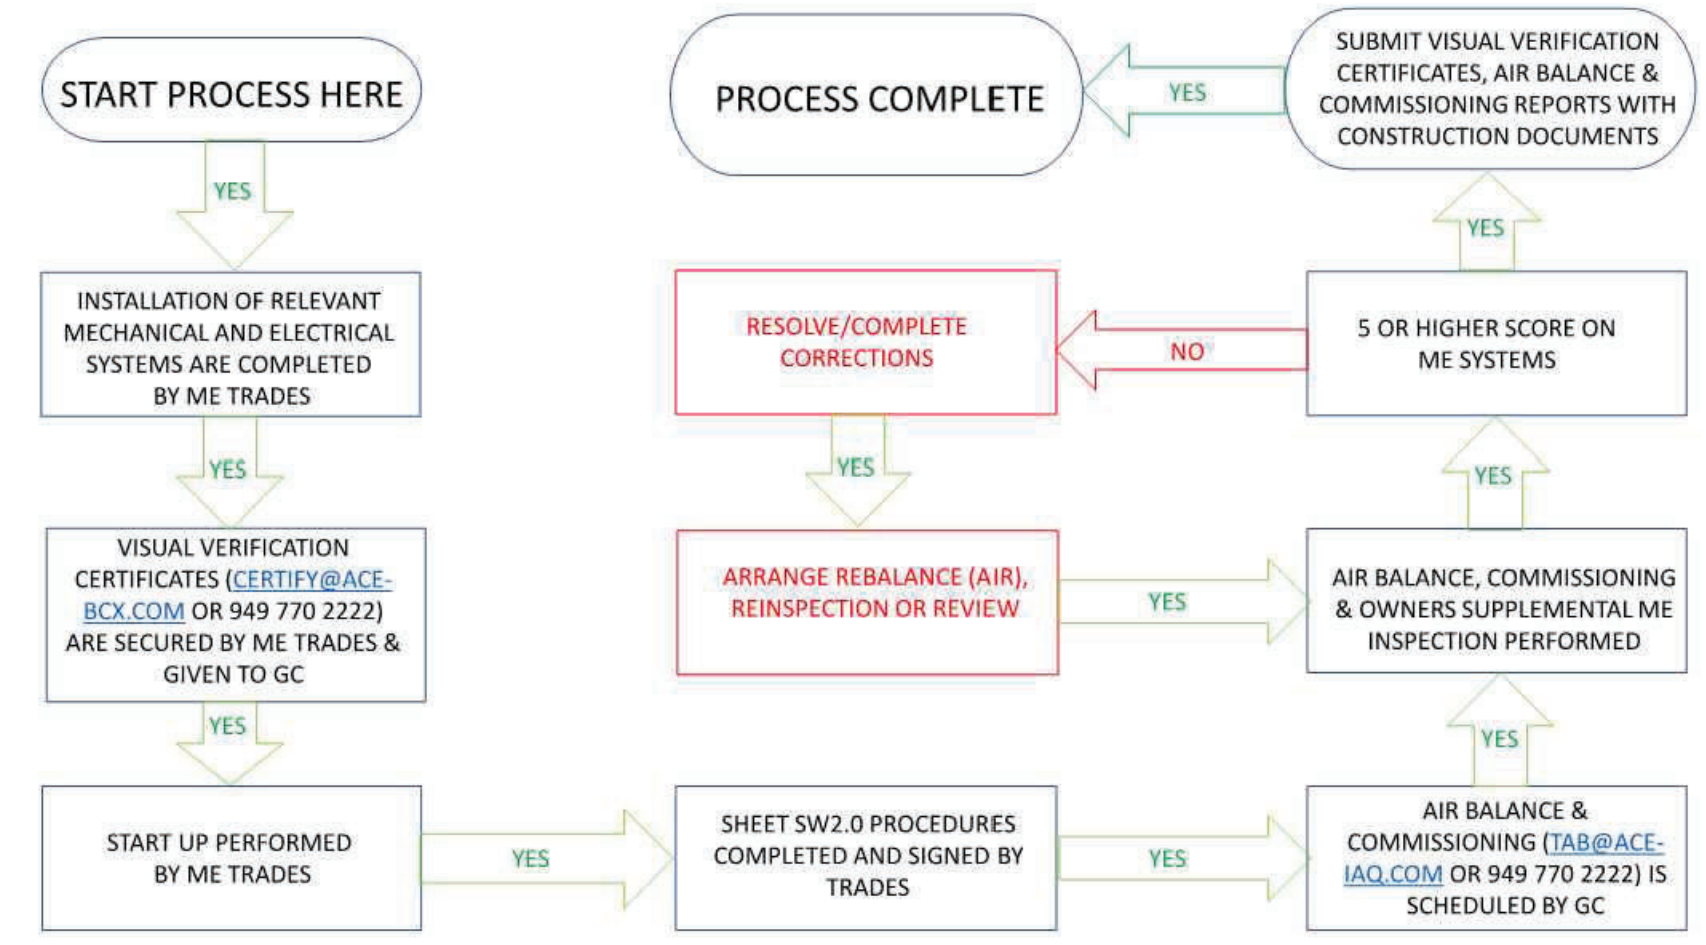 START PROCESS HERE
YES
INSTALLATION OF RELEVANT
MECHANICAL AND ELECTRICAL
SYSTEMS ARE COMPLETED
BY ME TRADES
YES
VISUAL VERIFICATION
CERTIFICATES (CERTIFY@ACE-
BCX.COM OR 949 770 2222)
ARE SECURED BY ME TRADES &
GIVEN TO GC
YES
START UP PERFORMED
BY ME TRADES
YES
SHEET SW2.0 PROCEDURES
COMPLETED AND SIGNED BY
TRADES
YES
AIR BALANCE &
COMMISSIONING (TAB@ACE-
IAQ.COM OR 949 770 2222) IS
SCHEDULED BY GC
YES
AIR BALANCE, COMMISSIONING
& OWNERS SUPPLEMENTAL ME
INSPECTION PERFORMED
YES
5 OR HIGHER SCORE ON
ME SYSTEMS
NO
RESOLVE/COMPLETE
CORRECTIONS
YES
ARRANGE REBALANCE (AIR),
REINSPECTION OR REVIEW
YES
YES
SUBMIT VISUAL VERIFICATION
CERTIFICATES, AIR BALANCE &
COMMISSIONING REPORTS WITH
CONSTRUCTION DOCUMENTS
YES
PROCESS COMPLETE